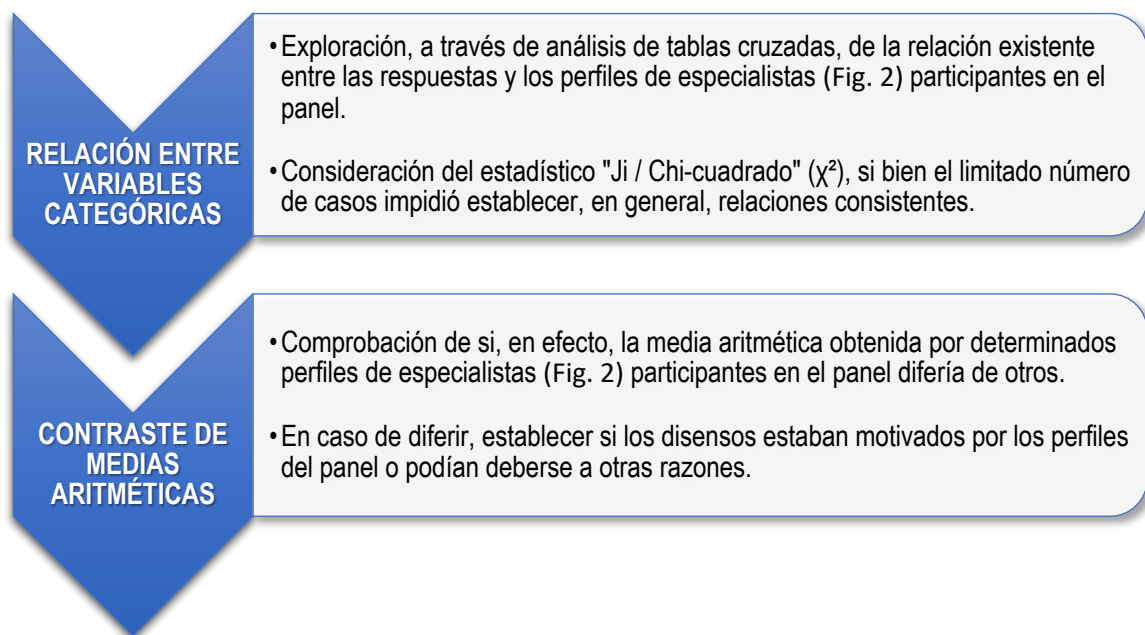 RELACIÓN ENTRE
VARIABLES
CATEGÓRICAS
• Exploración, a través de análisis de tablas cruzadas, de la relación existente
entre las respuestas y los perfiles de especialistas (Fig. 2) participantes en el
panel.
• Consideración del estadístico "Ji / Chi-cuadrado" (χ²), si bien el limitado número
de casos impidió establecer, en general, relaciones consistentes.
CONTRASTE DE
MEDIAS
ARITMÉTICAS
• Comprobación de si, en efecto, la media aritmética obtenida por determinados
perfiles de especialistas (Fig. 2) participantes en el panel difería de otros.
• En caso de diferir, establecer si los disensos estaban motivados por los perfiles
del panel o podían deberse a otras razones.